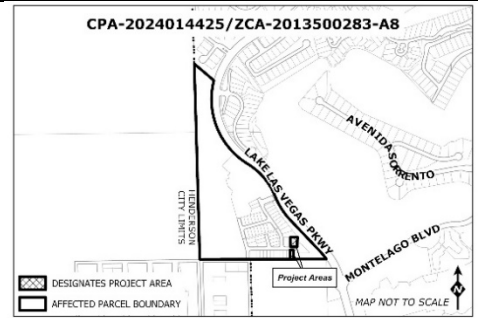 CPA-2024014425/ZCA-2013500283-A8
AVENIDA SORRENTO
LAKE LAS VEGAS PKWY
HENDERSON
CITY LIMITS
MONTELAGO BLVD
Project Areas
DESIGNATES PROJECT AREA
AFFECTED PARCEL BOUNDARY
MAP NOT TO SCALE
N